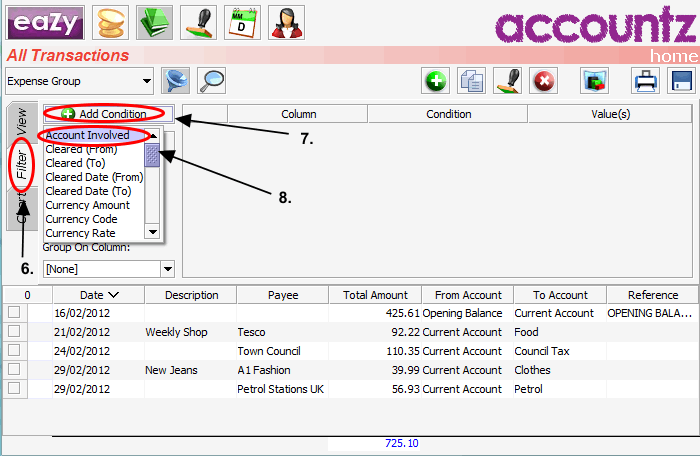 eazy
MM
D
accountz
All Transactions
home
Expense Group
View
Filter
Chart
Add Condition
Column Condition Value(s)
7.
Account Involved
Cleared (From)
Cleared (To)
Cleared Date (From)
Cleared Date (To)
Currency Amount
Currency Code
Currency Rate
8.
6.
Group On Column:
[None]
0 Date Description Payee Total Amount From Account To Account Reference
16/02/2012 425.61 Opening Balance Current Account OPENING BALA...
21/02/2012 Weekly Shop Tesco 92.22 Current Account Food
24/02/2012 Town Council 110.35 Current Account Council Tax
29/02/2012 New Jeans A1 Fashion 39.99 Current Account Clothes
29/02/2012 Petrol Stations UK 56.93 Current Account Petrol
725.10